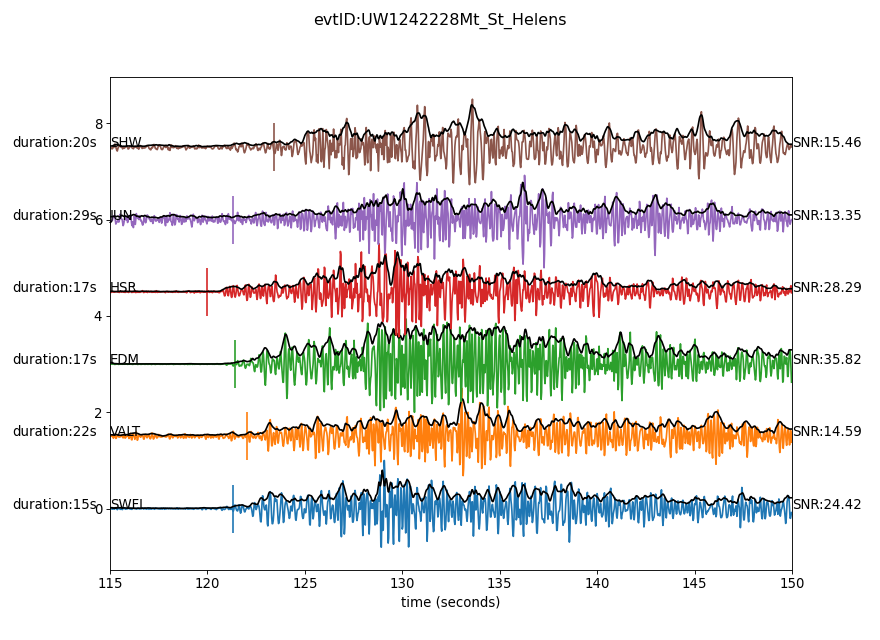 evtID:UW1242228Mt_St_Helens
8
duration:20s SHW SNR:15.46
duration:29s JUN SNR:13.35
6
duration:17s HSR SNR:28.29
4
duration:17s EDM SNR:35.82
2
duration:22s VALT SNR:14.59
duration:15s SWFL SNR:24.42
0
115 120 125 130 135 140 145 150
time (seconds)